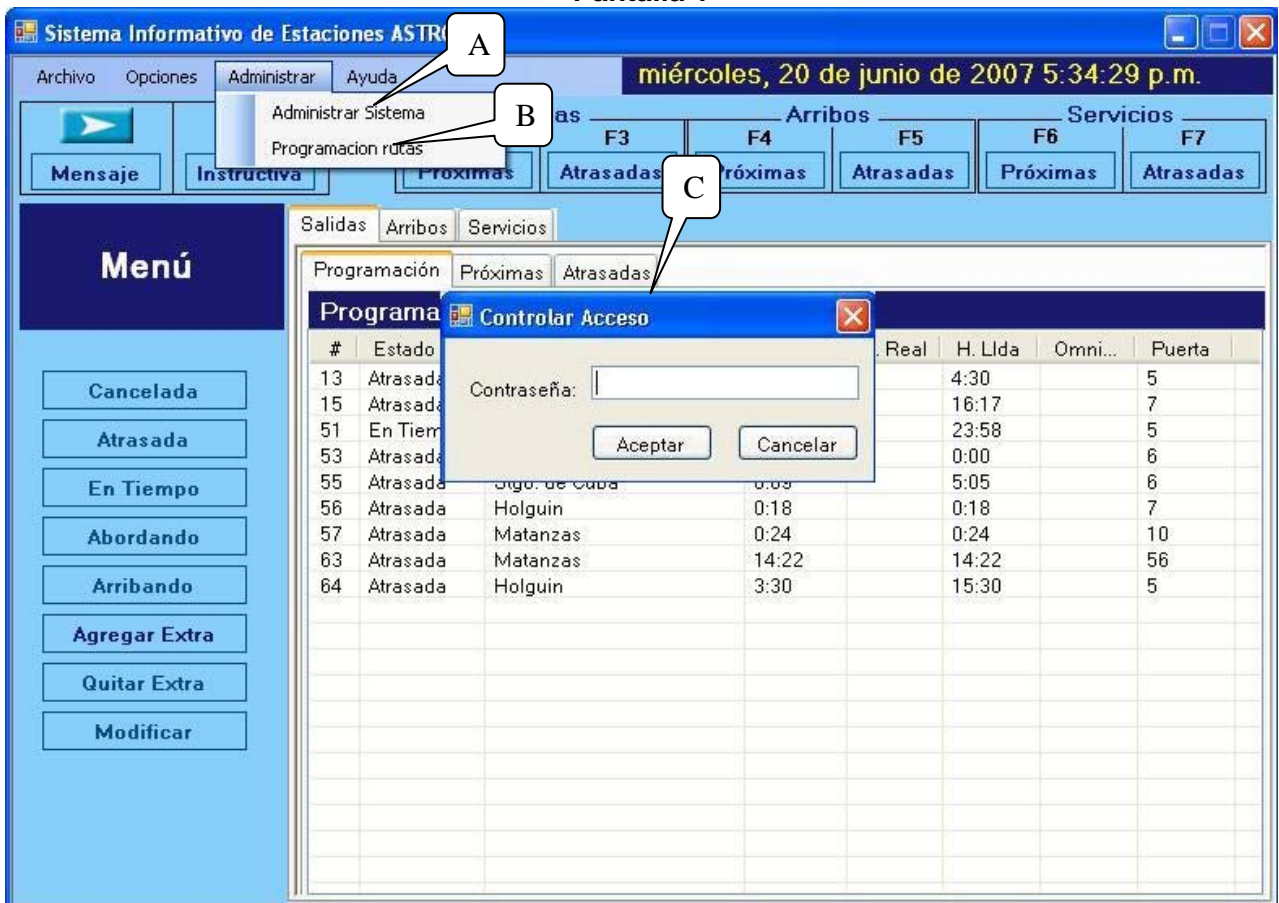 Sistema Informativo de Estaciones ASTRO
A
Archivo Opciones Administrar Ayuda
miércoles, 20 de junio de 2007 5:34:29 p.m.
Administrar Sistema
Programacion rutas
B
as Arribos Servicios
F3 F4 F5 F6 F7
Mensaje Instructiva Próximas Atrasadas Próximas Atrasadas Próximas Atrasadas
C
Salidas Arribos Servicios
Menú
Programación Próximas Atrasadas
Programa
Controlar Acceso
# Estado . Real H. Llda Omni... Puerta
Contraseña:
Aceptar Cancelar
13 Atrasada 4:30 5
15 Atrasada 16:17 7
51 En Tiem 23:58 5
53 Atrasada 0:00 6
55 Atrasada Stgo. de Cuba 5:05 6
56 Atrasada Holguin 0:18 0:18 7
57 Atrasada Matanzas 0:24 0:24 10
63 Atrasada Matanzas 14:22 14:22 56
64 Atrasada Holguin 3:30 15:30 5
Cancelada
Atrasada
En Tiempo
Abordando
Arribando
Agregar Extra
Quitar Extra
Modificar